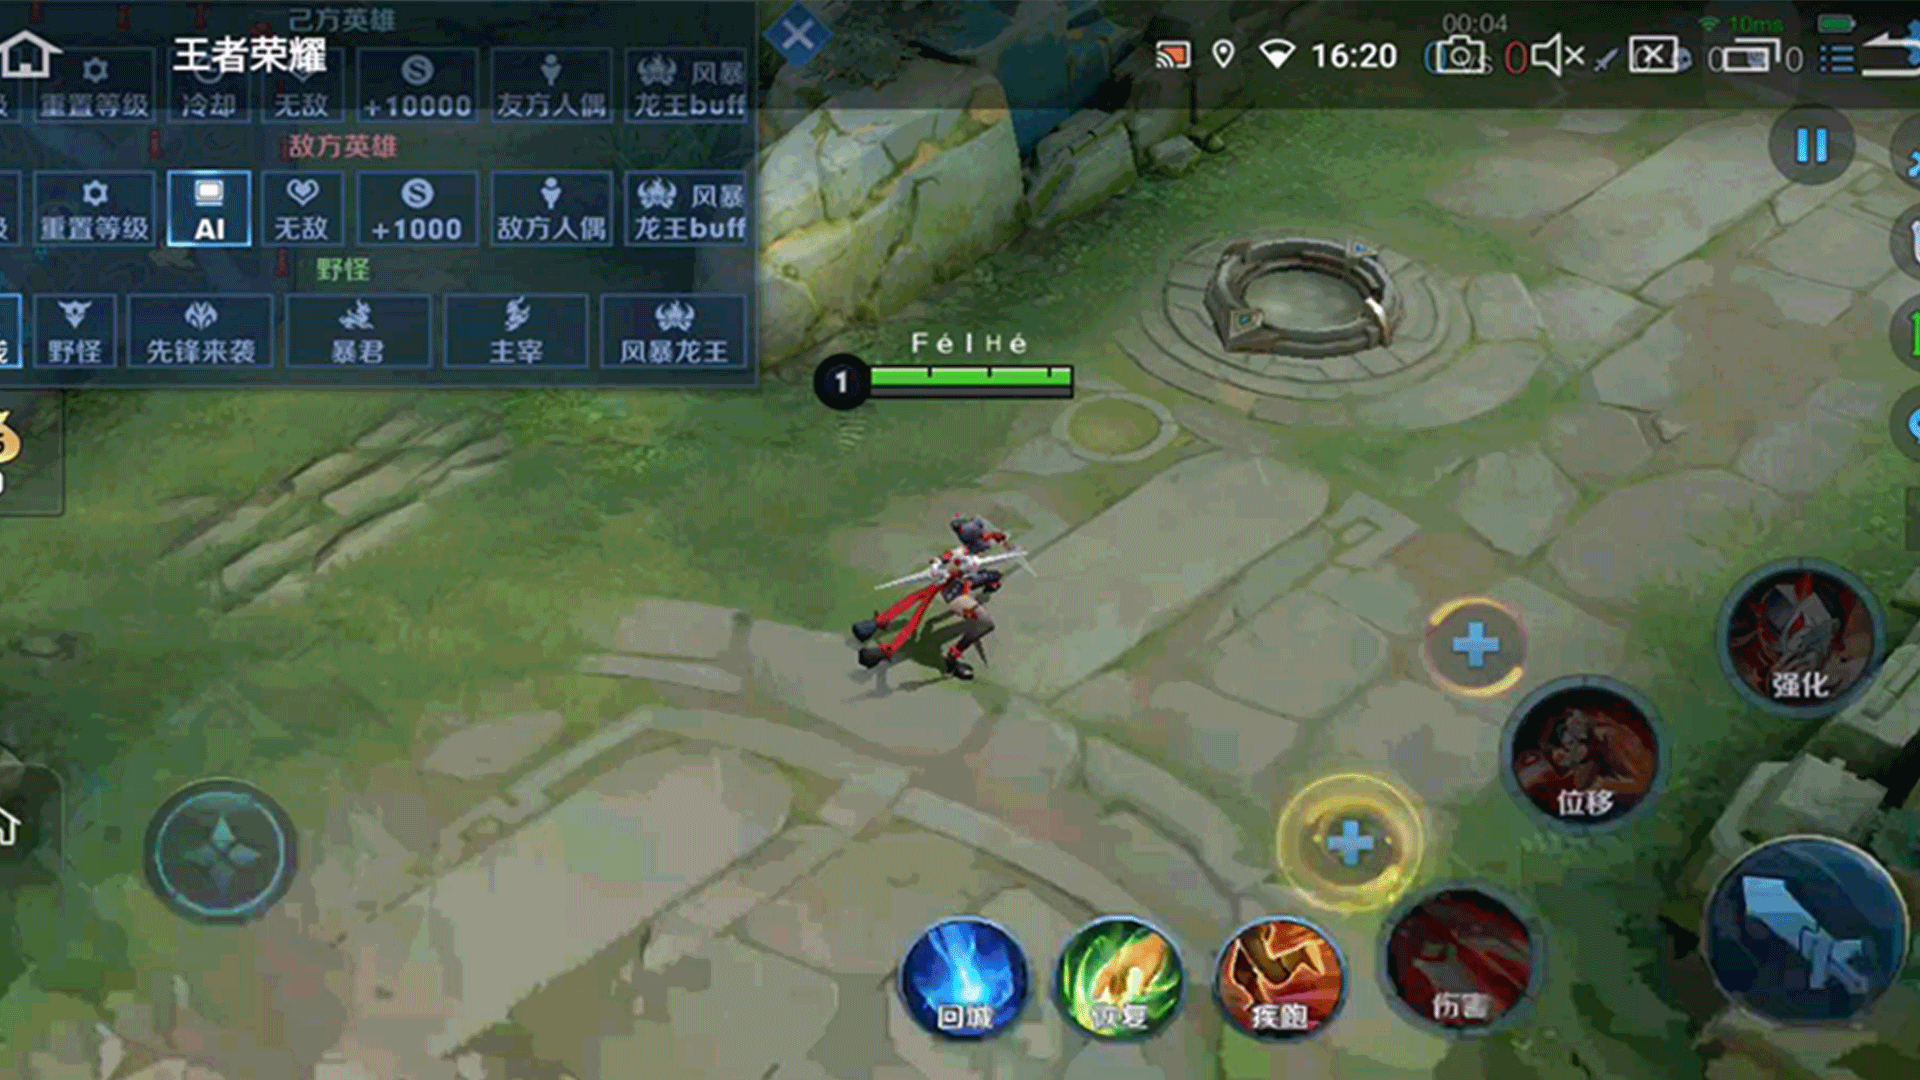 己方英雄
00:04
10ms
王者荣耀
16:20
重置等级
冷却
无敌
+10000
友方人偶
风暴
龙王buff
敌方英雄
重置等级
AI
无敌
+1000
敌方人偶
风暴
龙王buff
野怪
野怪
先锋来袭
暴君
主宰
风暴龙王
FélHé
1
强化
位移
伤害
回城
恢复
疾跑